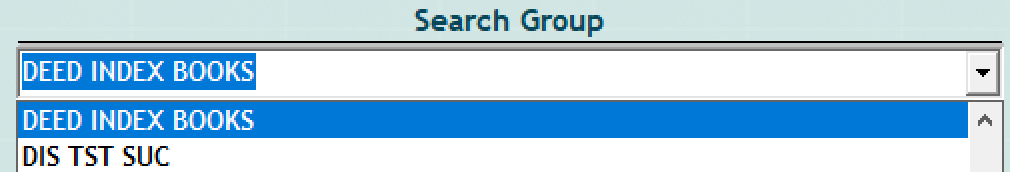 Search Group
DEED INDEX BOOKS
DEED INDEX BOOKS
DIS TST SUC